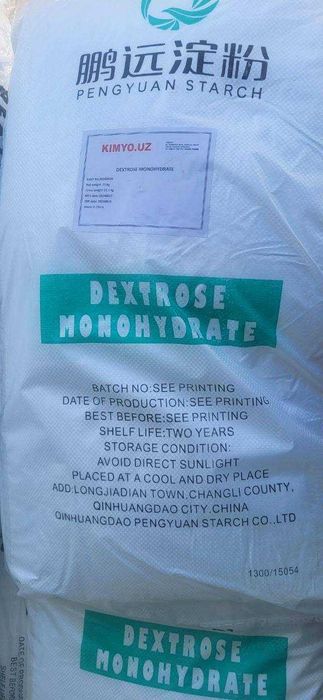 鹏远淀粉
PENGYUAN STARCH
KIMYO.UZ
DEXTROSE MONOHYDRATE
DEXTROSE
MONOHYDRATE
BATCH NO:SEE PRINTING
DATE OF PRODUCTION:SEE PRINTING
BEST BEFORE:SEE PRINTING
SHELF LIFE:TWO YEARS
STORAGE CONDITION:
AVOID DIRECT SUNLIGHT
PLACED AT A COOL AND DRY PLACE
ADD:LONGJIADIAN TOWN,CHANGLI COUNTY,
QINHUANGDAO CITY.CHINA
QINHUANGDAO PENGYUAN STARCH CO.,LTD
1300/15054
DEXTROSE
MONOHYDRATE